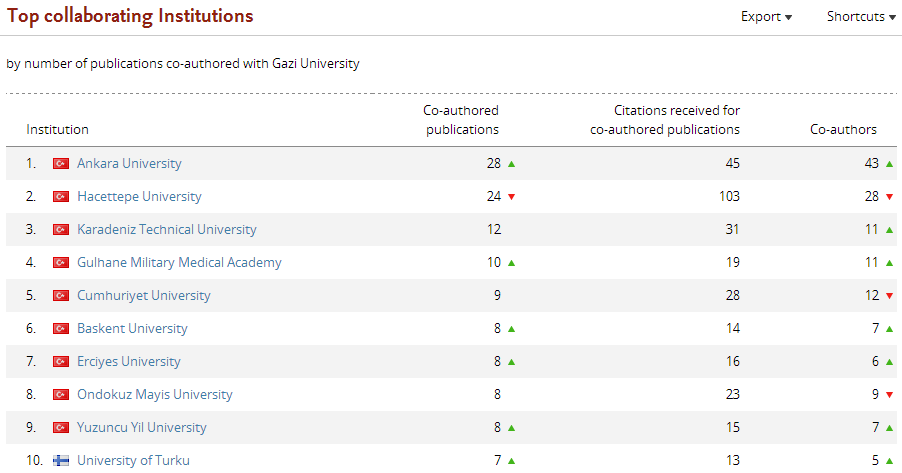 Top collaborating Institutions
Export Shortcuts
by number of publications co-authored with Gazi University
Co-authored Citations received for
Institution publications co-authored publications Co-authors
1. Ankara University 28 45 43
2. Hacettepe University 24 103 28
3. Karadeniz Technical University 12 31 11
4. Gulhane Military Medical Academy 10 19 11
5. Cumhuriyet University 9 28 12
6. Baskent University 8 14 7
7. Erciyes University 8 16 6
8. Ondokuz Mayis University 8 23 9
9. Yuzuncu Yil University 8 15 7
10. University of Turku 7 13 5